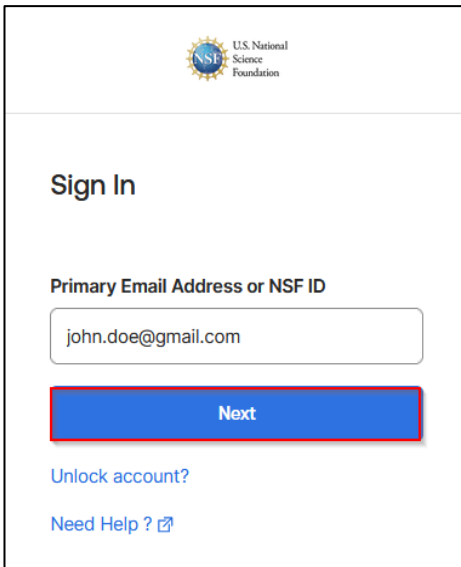 NSF
U.S. National
Science
Foundation
Sign In
Primary Email Address or NSF ID
john.doe@gmail.com
Next
Unlock account?
Need Help ?